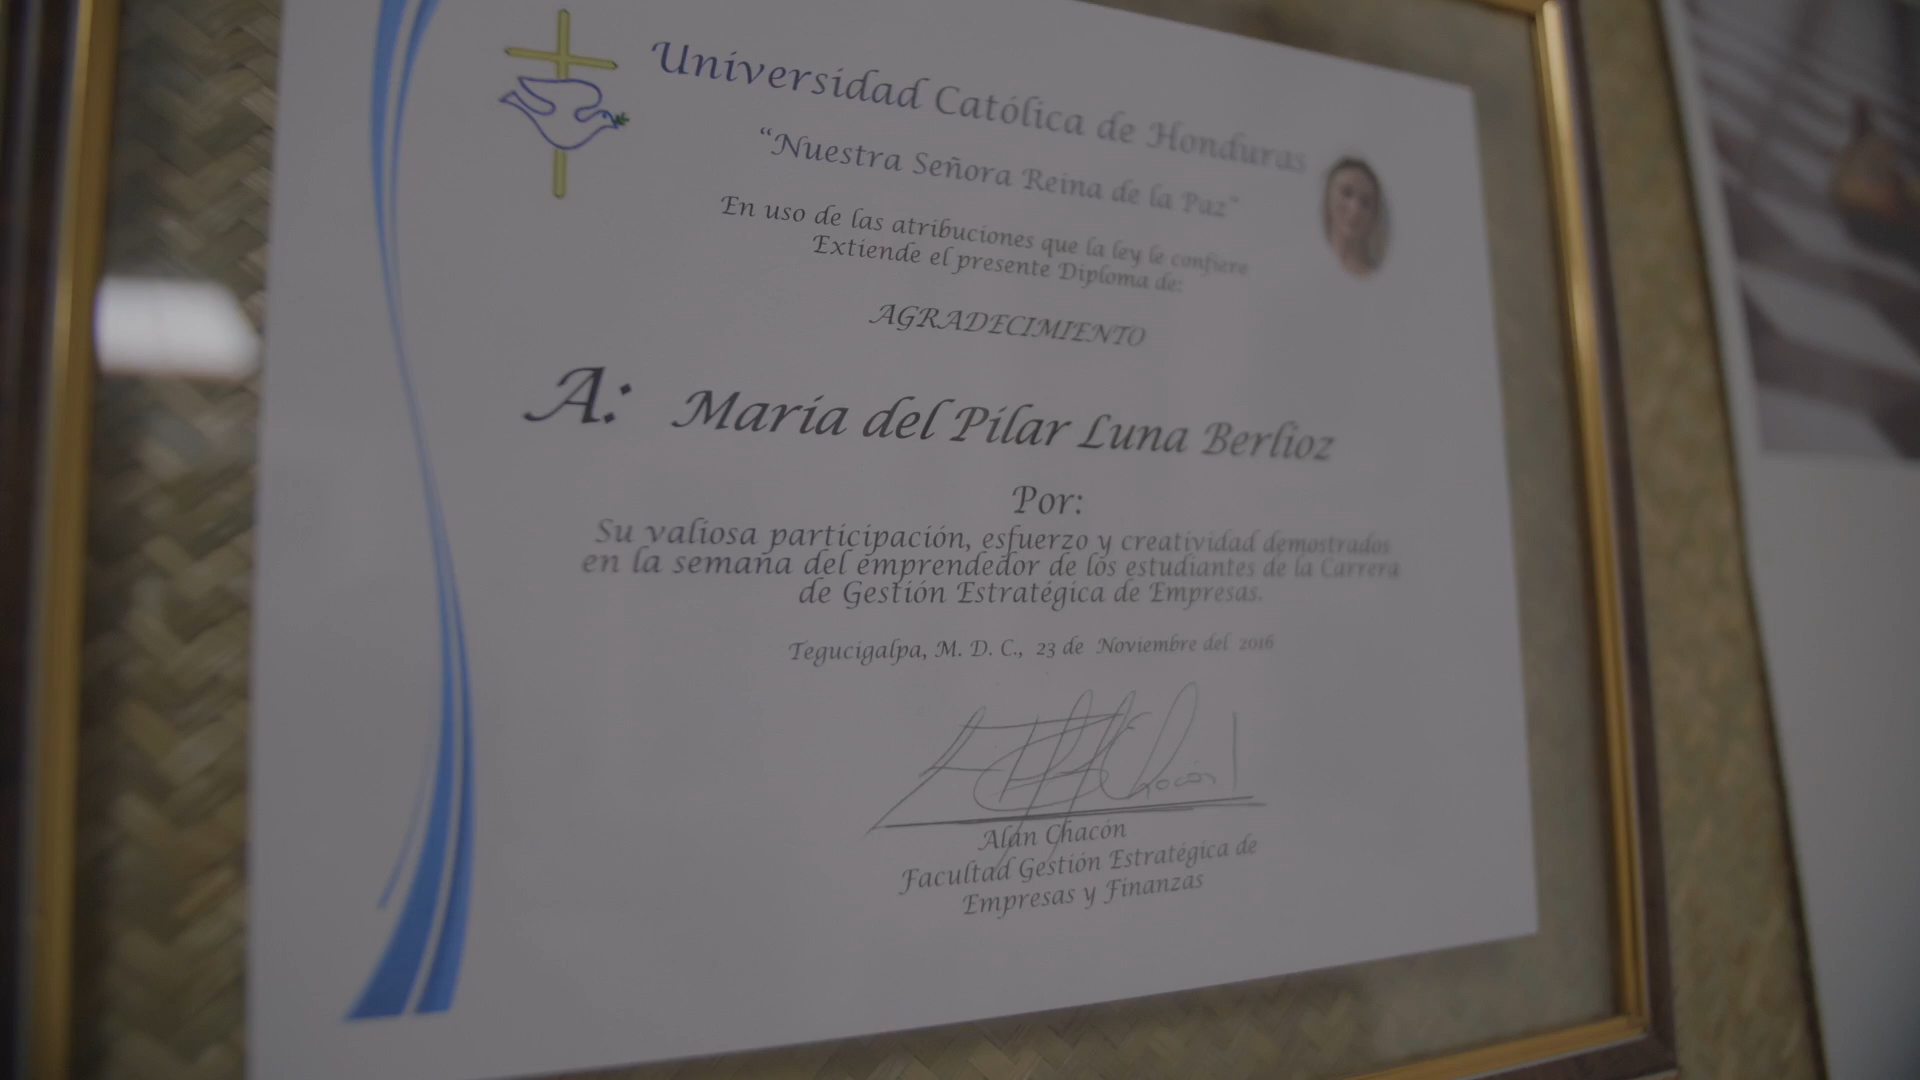 Universidad Católica de Honduras
“Nuestra Señora Reina de la Paz”
En uso de las atribuciones que la ley le confiere
Extiende el presente Diploma de:
AGRADECIMIENTO
A: María del Pilar Luna Berlioz
Por:
Su valiosa participación, esfuerzo y creatividad demostrados
en la semana del emprendedor de los estudiantes de la Carrera
de Gestión Estratégica de Empresas.
Tegucigalpa, M. D. C., 23 de Noviembre del 2016
Alan Chacón
Facultad Gestión Estratégica de
Empresas y Finanzas